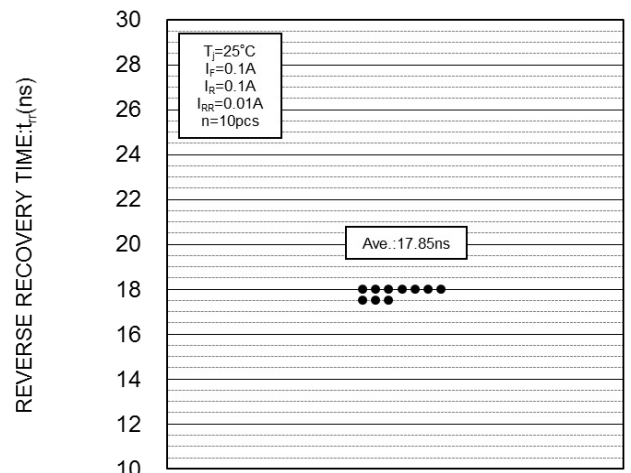 REVERSE RECOVERY TIME:trr(ns)
30
28
26
24
22
20
18
16
14
12
10
Tj=25°C
IF=0.1A
IR=0.1A
IRR=0.01A
n=10pcs
Ave.:17.85ns